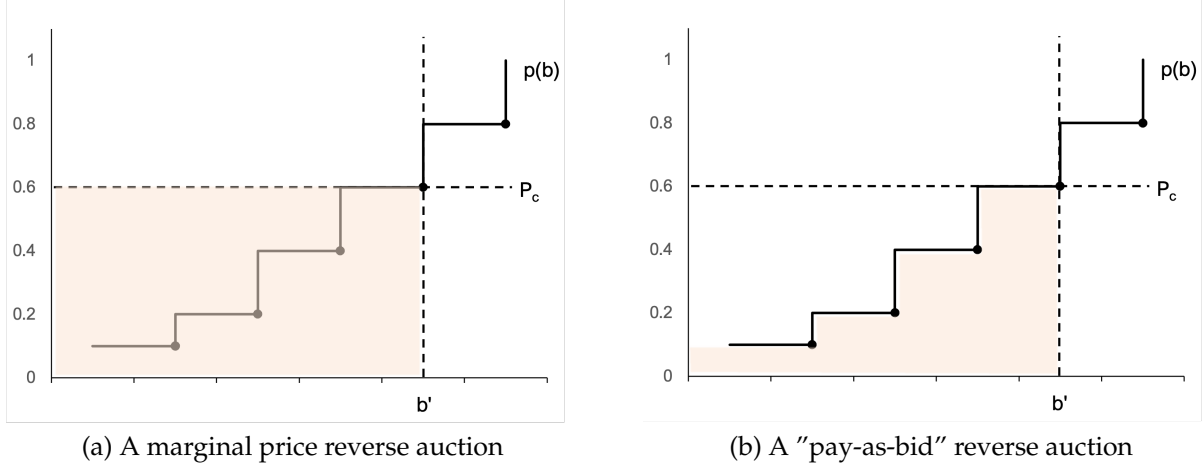 1
p(b)
0.8
0.6
P_c
0.4
0.2
0
b'
(a) A marginal price reverse auction
1
p(b)
0.8
0.6
P_c
0.4
0.2
0
b'
(b) A ”pay-as-bid” reverse auction